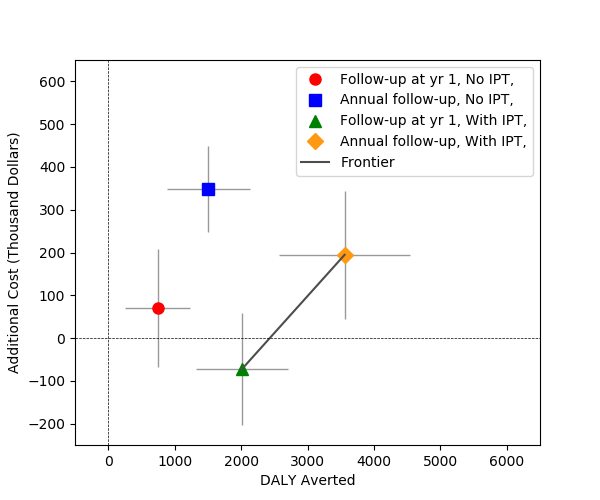 Follow-up at yr 1, No IPT,
Annual follow-up, No IPT,
Follow-up at yr 1, With IPT,
Annual follow-up, With IPT,
Frontier
Additional Cost (Thousand Dollars)
600
500
400
300
200
100
0
−100
−200
0 1000 2000 3000 4000 5000 6000
DALY Averted